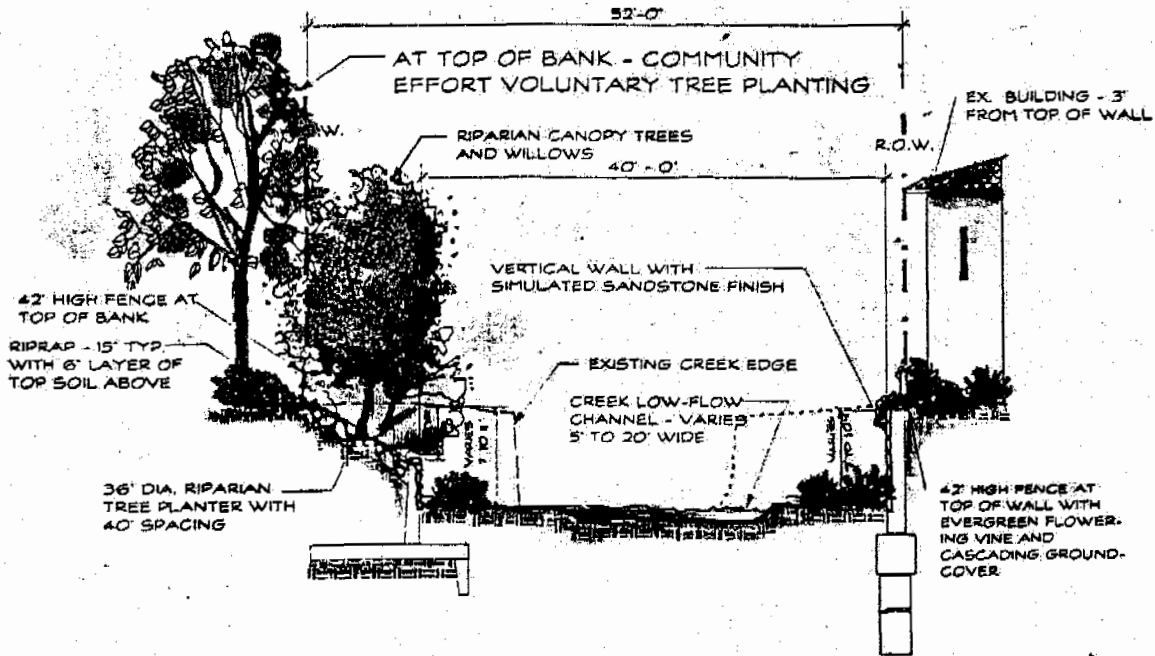 52'-0"
AT TOP OF BANK - COMMUNITY
EFFORT VOLUNTARY TREE PLANTING
EX. BUILDING - 3'
FROM TOP OF WALL
W.
R.O.W.
RIPARIAN CANOPY TREES
AND WILLOWS
40'-0"
VERTICAL WALL WITH
SIMULATED SANDSTONE FINISH
42" HIGH FENCE AT
TOP OF BANK
RIPRAP - 15" TYP.
WITH 6" LAYER OF
TOP SOIL ABOVE
EXISTING CREEK EDGE
CREEK LOW-FLOW
CHANNEL - VARIES
5' TO 20' WIDE
VARIES
36" DIA. RIPARIAN
TREE PLANTER WITH
40' SPACING
42" HIGH FENCE AT
TOP OF WALL WITH
EVERGREEN FLOWER-
ING VINE AND
CASCADING GROUND-
COVER